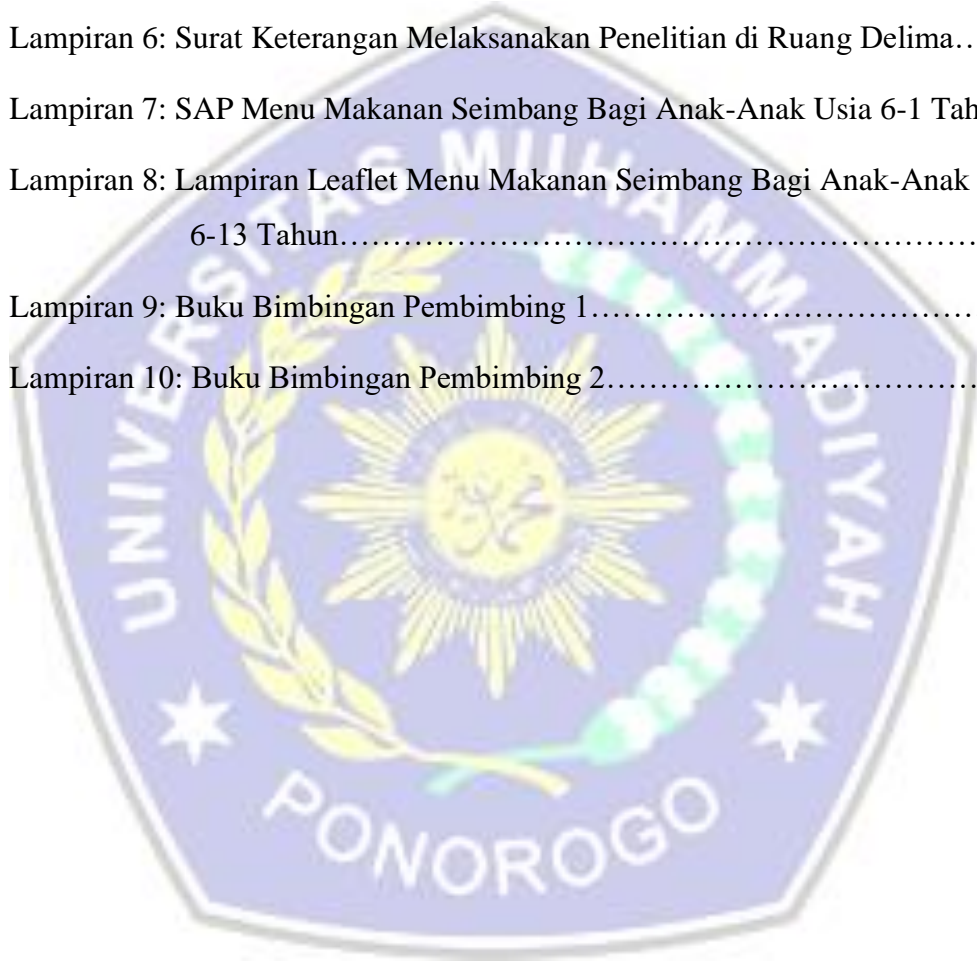 Lampiran 6: Surat Keterangan Melaksanakan Penelitian di Ruang Delima…
Lampiran 7: SAP Menu Makanan Seimbang Bagi Anak-Anak Usia 6-1 Tah
Lampiran 8: Lampiran Leaflet Menu Makanan Seimbang Bagi Anak-Anak
6-13 Tahun……………………………………………………
Lampiran 9: Buku Bimbingan Pembimbing 1………………………………
Lampiran 10: Buku Bimbingan Pembimbing 2……………………………
UNIVERSITAS MUHAMMADIYAH
محمدية
PONOROGO